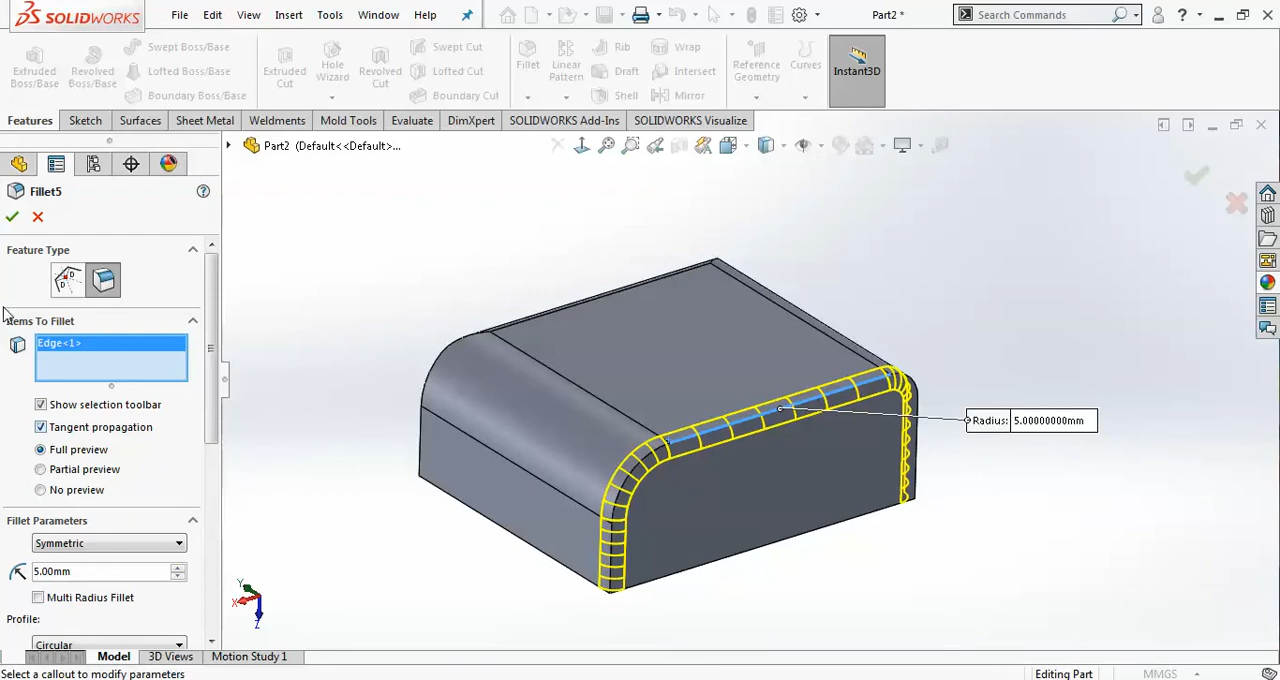 SOLIDWORKS File Edit View Insert Tools Window Help Part2 * Search Commands ?
Extruded Boss/Base
Revolved Boss/Base
Swept Boss/Base
Lofted Boss/Base
Boundary Boss/Base
Extruded Cut
Hole Wizard
Revolved Cut
Swept Cut
Lofted Cut
Boundary Cut
Fillet
Linear Pattern
Rib
Draft
Shell
Wrap
Intersect
Mirror
Reference Geometry
Curves
Instant3D
Features Sketch Surfaces Sheet Metal Weldments Mold Tools Evaluate DimXpert SOLIDWORKS Add-Ins SOLIDWORKS Visualize
Part2 (Default<<Default>...
Fillet5 ?
Feature Type
Items To Fillet
Edge<1>
Show selection toolbar
Tangent propagation
Full preview
Partial preview
No preview
Fillet Parameters
Symmetric
5.00mm
Multi Radius Fillet
Profile:
Circular
Radius: 5.00000000mm
Y
X
Z
Model 3D Views Motion Study 1
Select a callout to modify parameters Editing Part MMGS